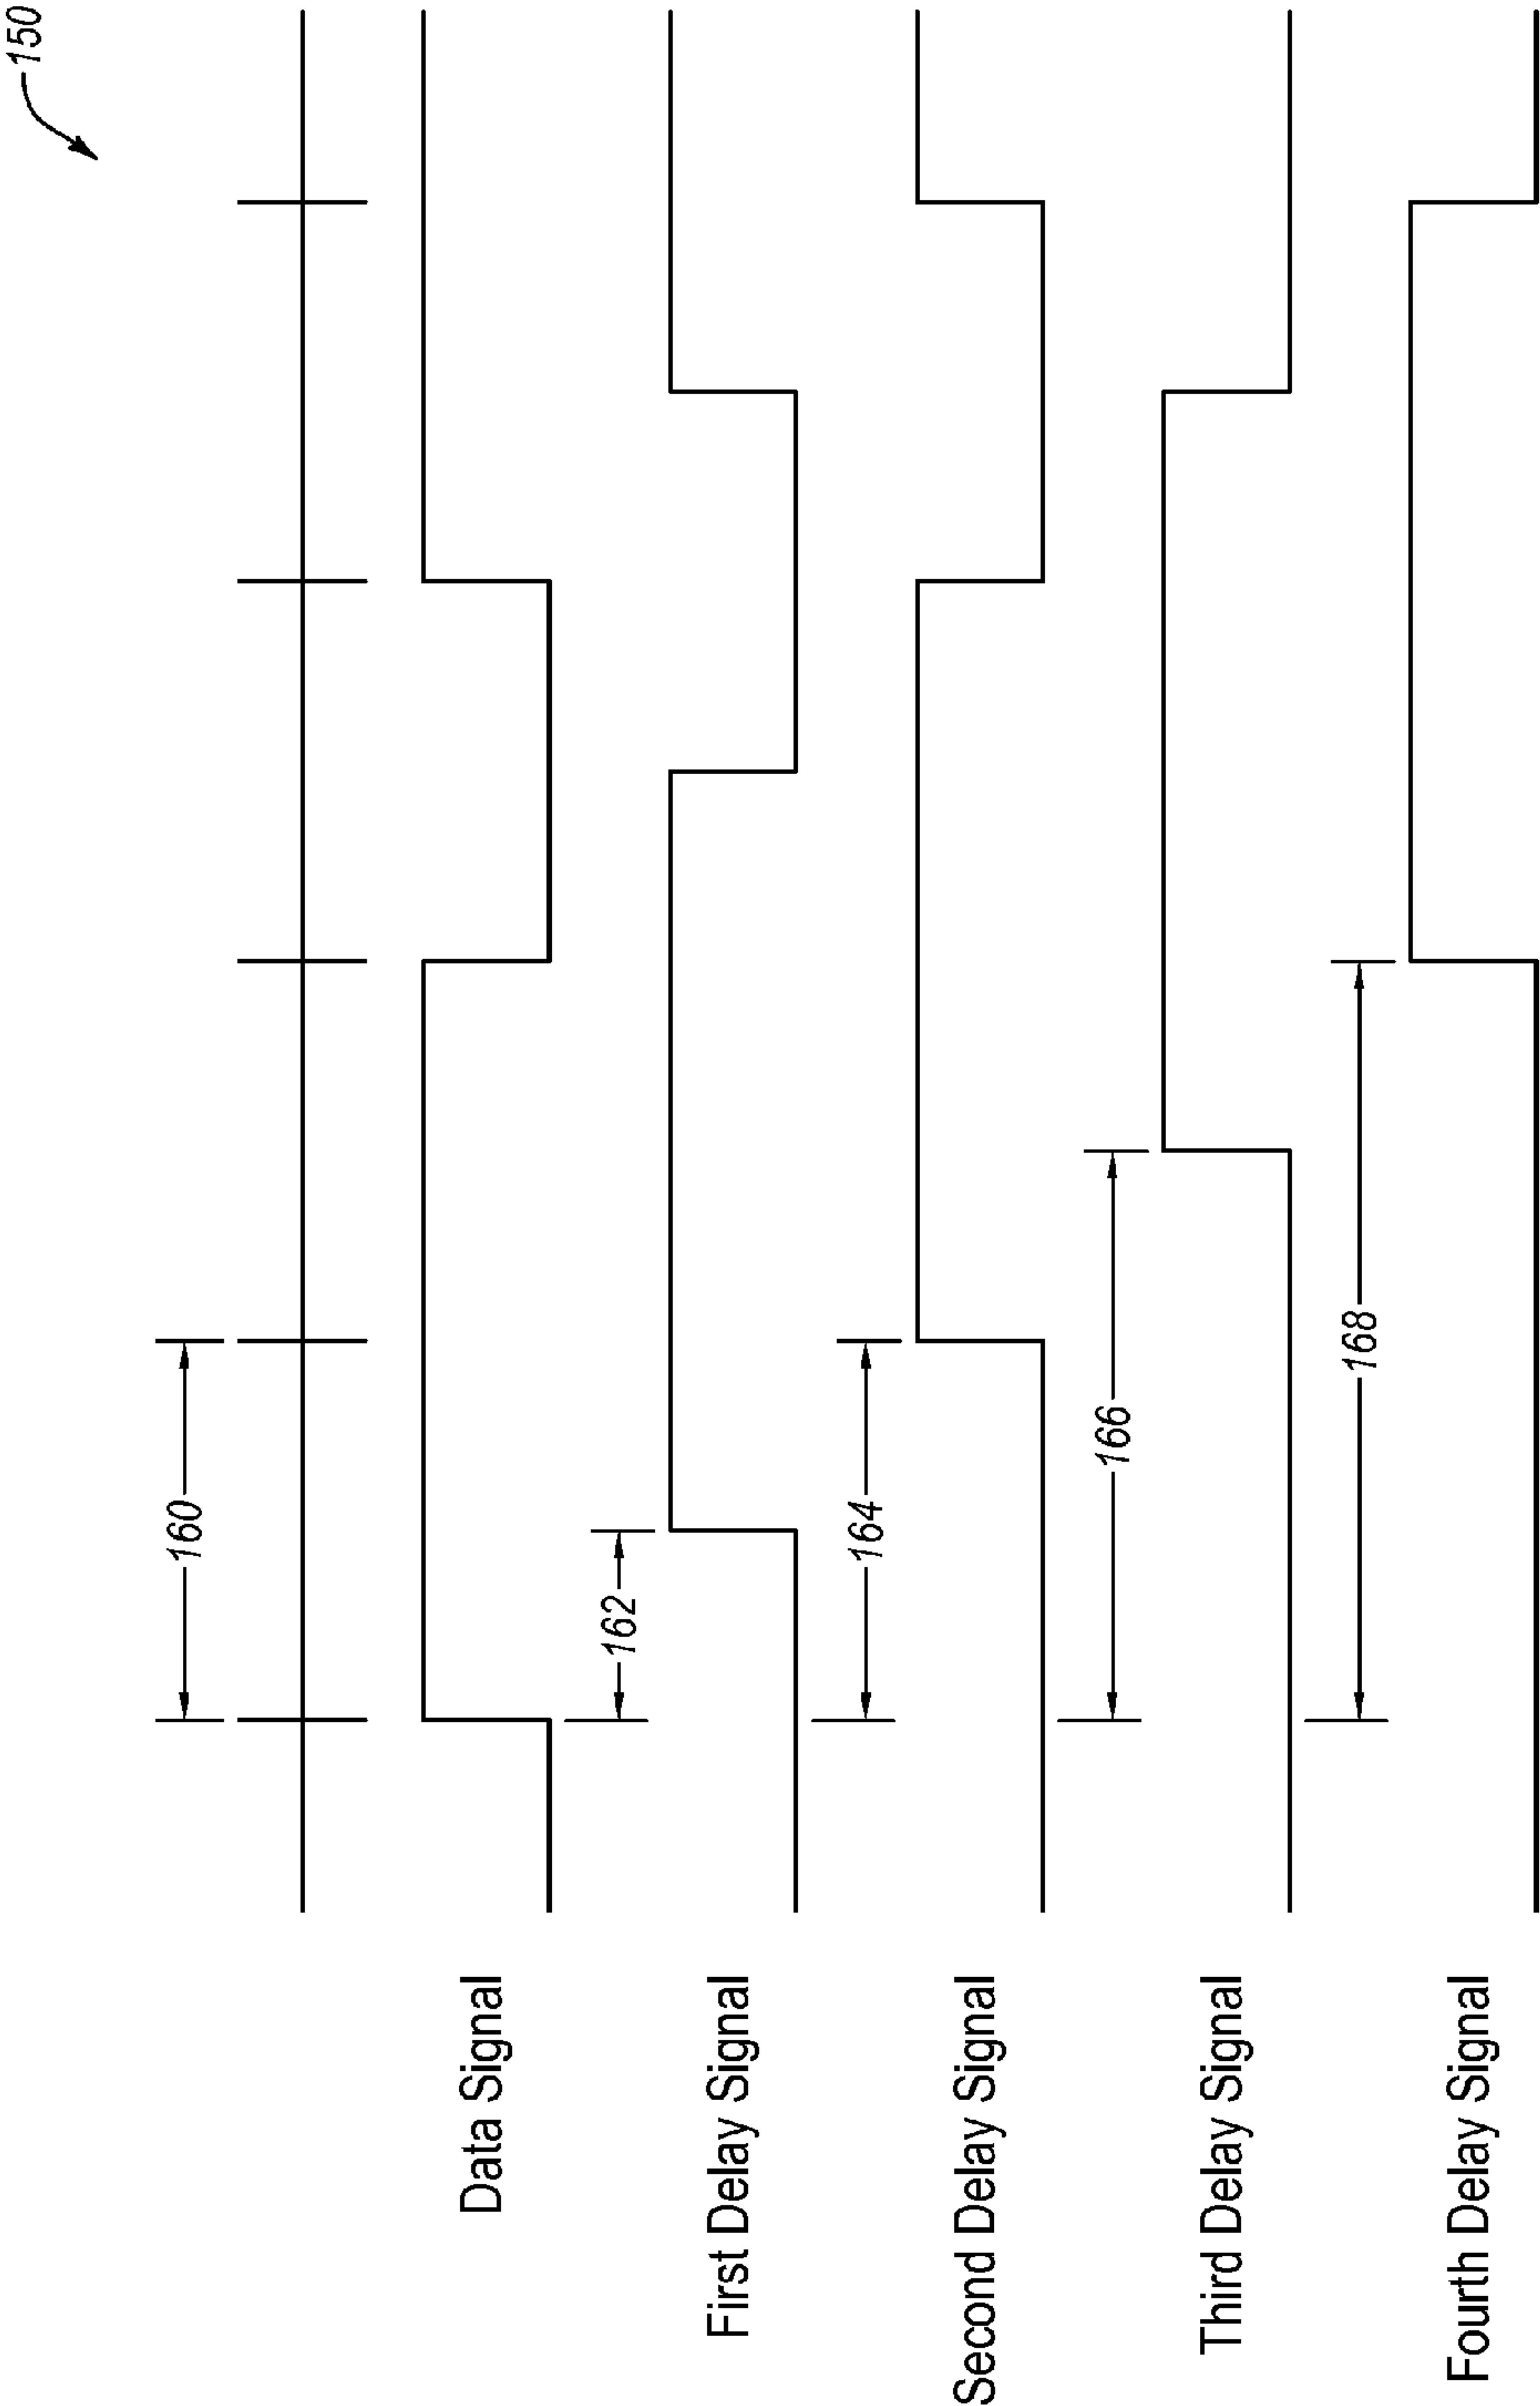 150
160
Data Signal
162
First Delay Signal
164
Second Delay Signal
166
Third Delay Signal
168
Fourth Delay Signal